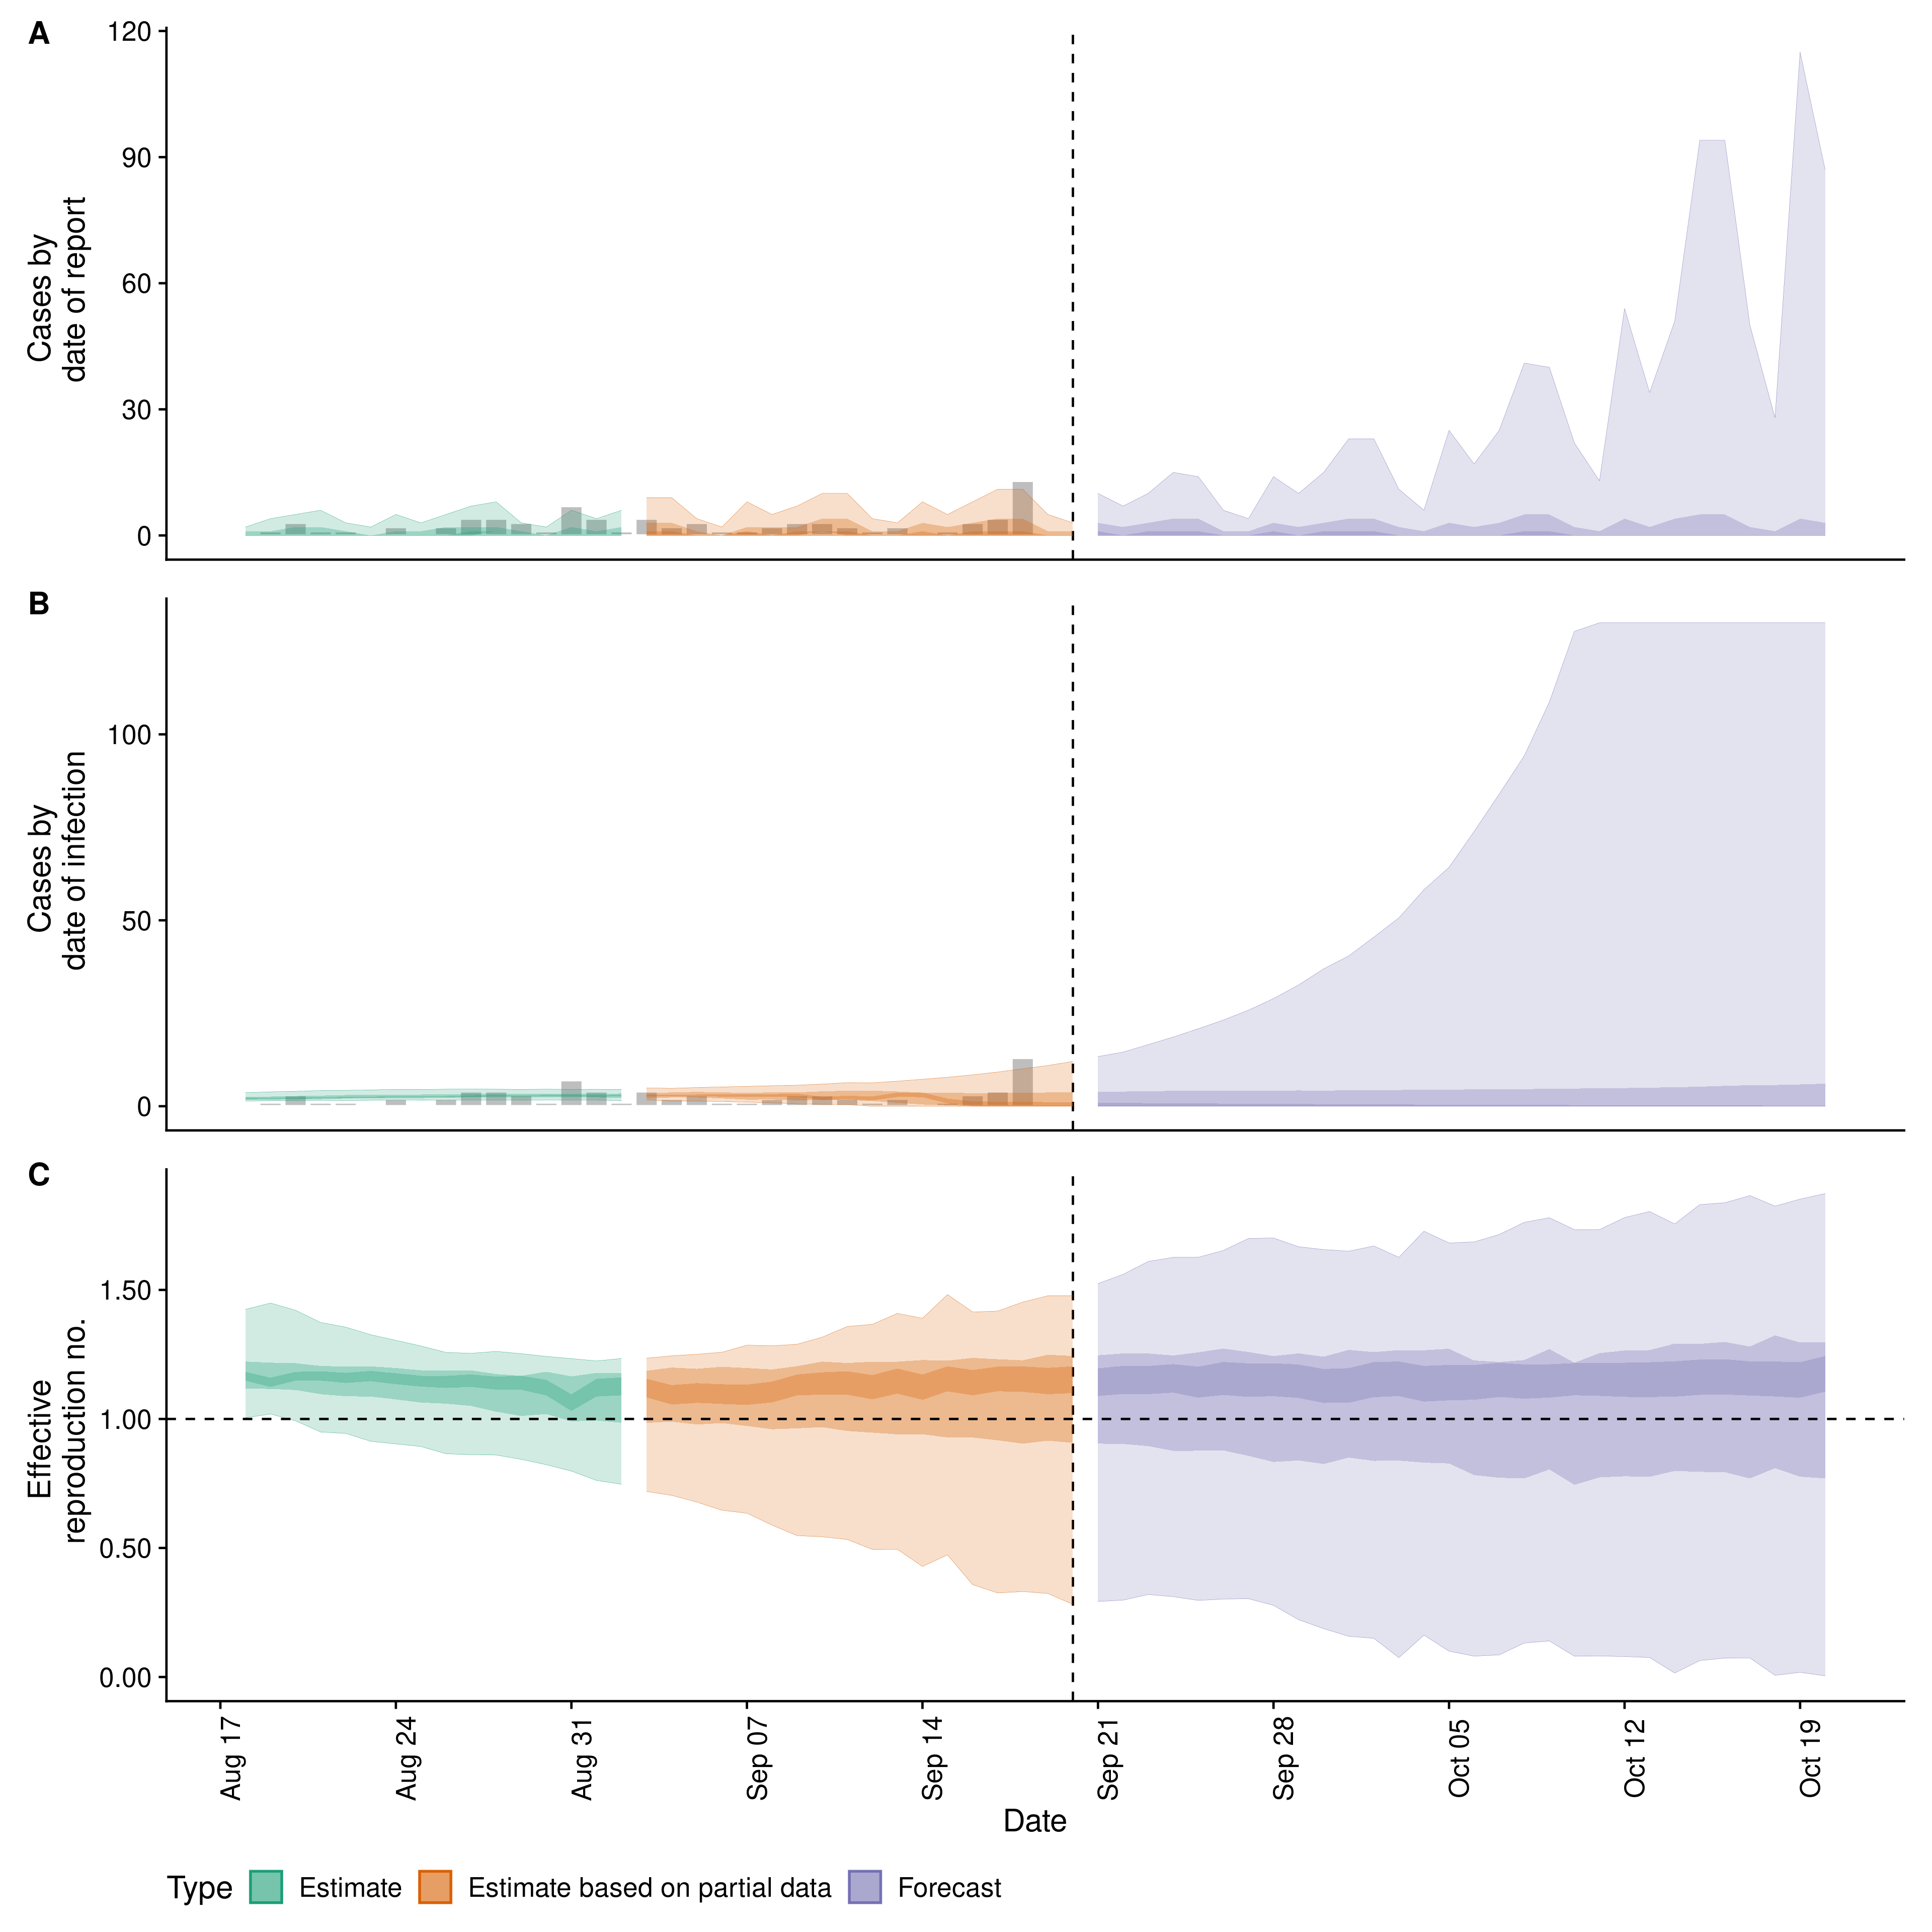 A
120
90
60
30
0
Cases by
date of report
B
100
50
0
Cases by
date of infection
C
1.50
1.00
0.50
0.00
Effective
reproduction no.
Aug 17
Aug 24
Aug 31
Sep 07
Sep 14
Sep 21
Sep 28
Oct 05
Oct 12
Oct 19
Date
Type Estimate Estimate based on partial data Forecast